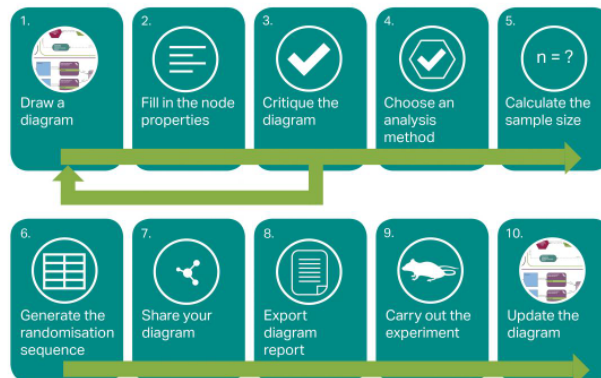 1.
Draw a
diagram
2.
Fill in the node
properties
3.
Critique the
diagram
4.
Choose an
analysis
method
5.
n = ?
Calculate the
sample size
6.
Generate the
randomisation
sequence
7.
Share your
diagram
8.
Export
diagram
report
9.
Carry out the
experiment
10.
Update the
diagram